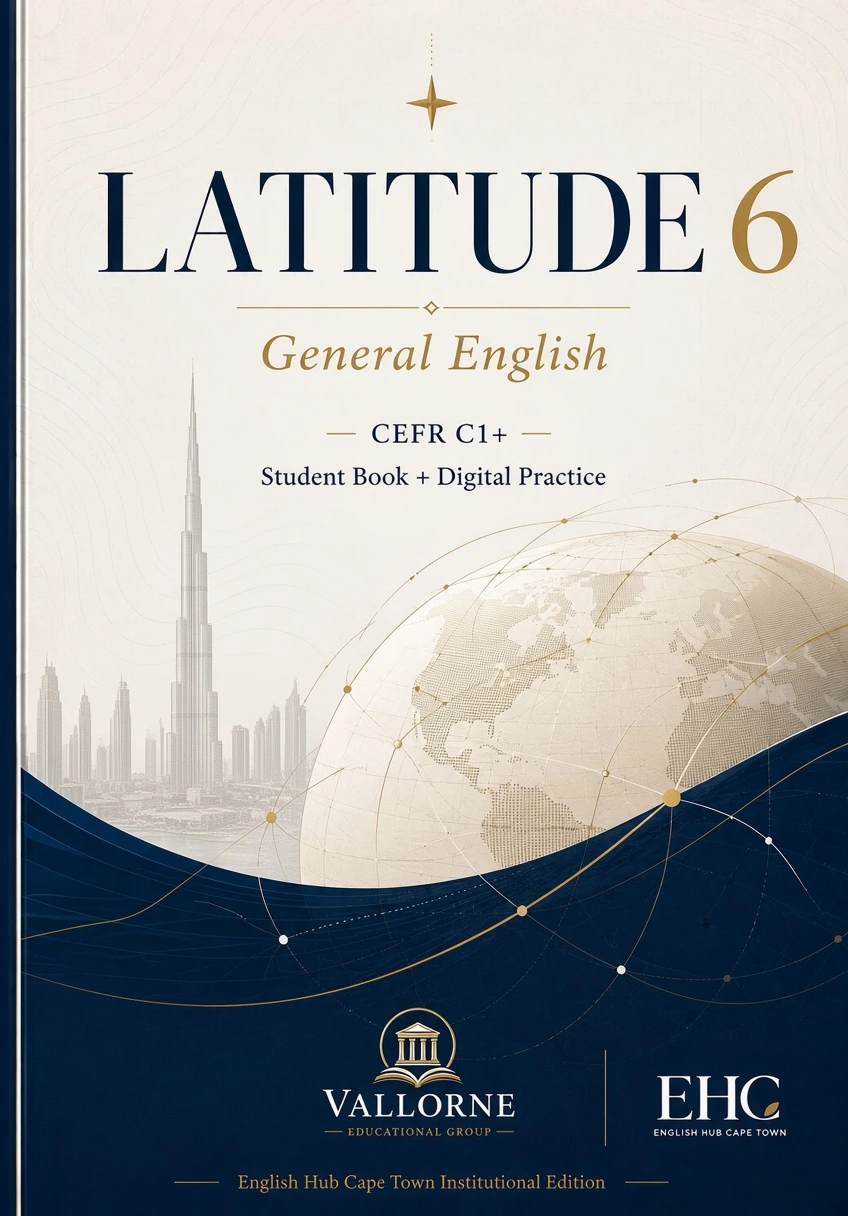 LATITUDE 6
General English
CEFR C1+
Student Book + Digital Practice
VALLORNE
EDUCATIONAL GROUP
EHC
ENGLISH HUB CAPE TOWN
English Hub Cape Town Institutional Edition